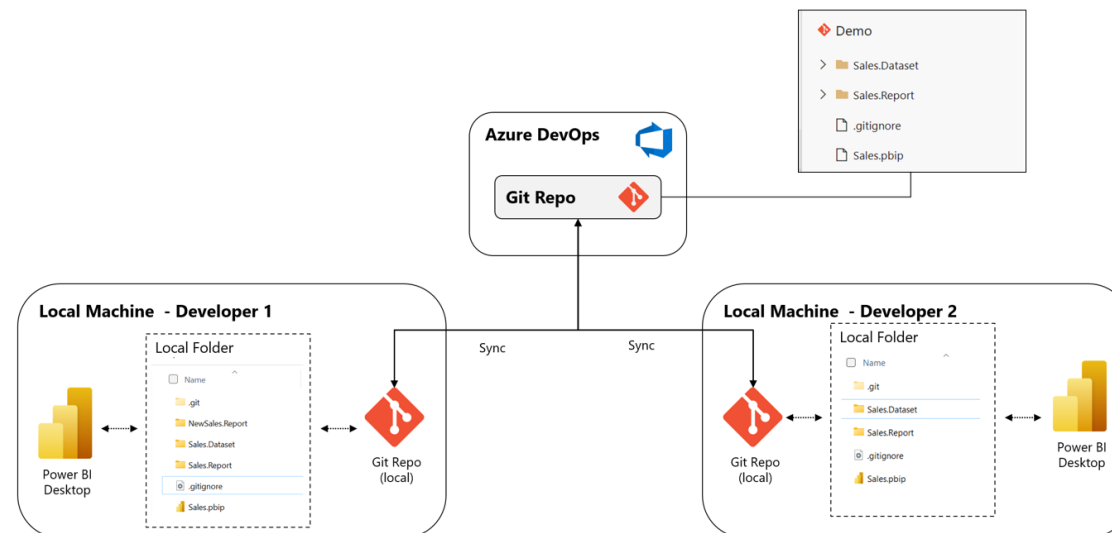 Demo
Sales.Dataset
Sales.Report
.gitignore
Sales.pbip
Azure DevOps
Git Repo
Local Machine - Developer 1
Local Folder
Name
.git
NewSales.Report
Sales.Dataset
Sales.Report
.gitignore
Sales.pbip
Power BI
Desktop
Git Repo
(local)
Sync
Sync
Local Machine - Developer 2
Local Folder
Name
.git
Sales.Dataset
Sales.Report
.gitignore
Sales.pbip
Git Repo
(local)
Power BI
Desktop